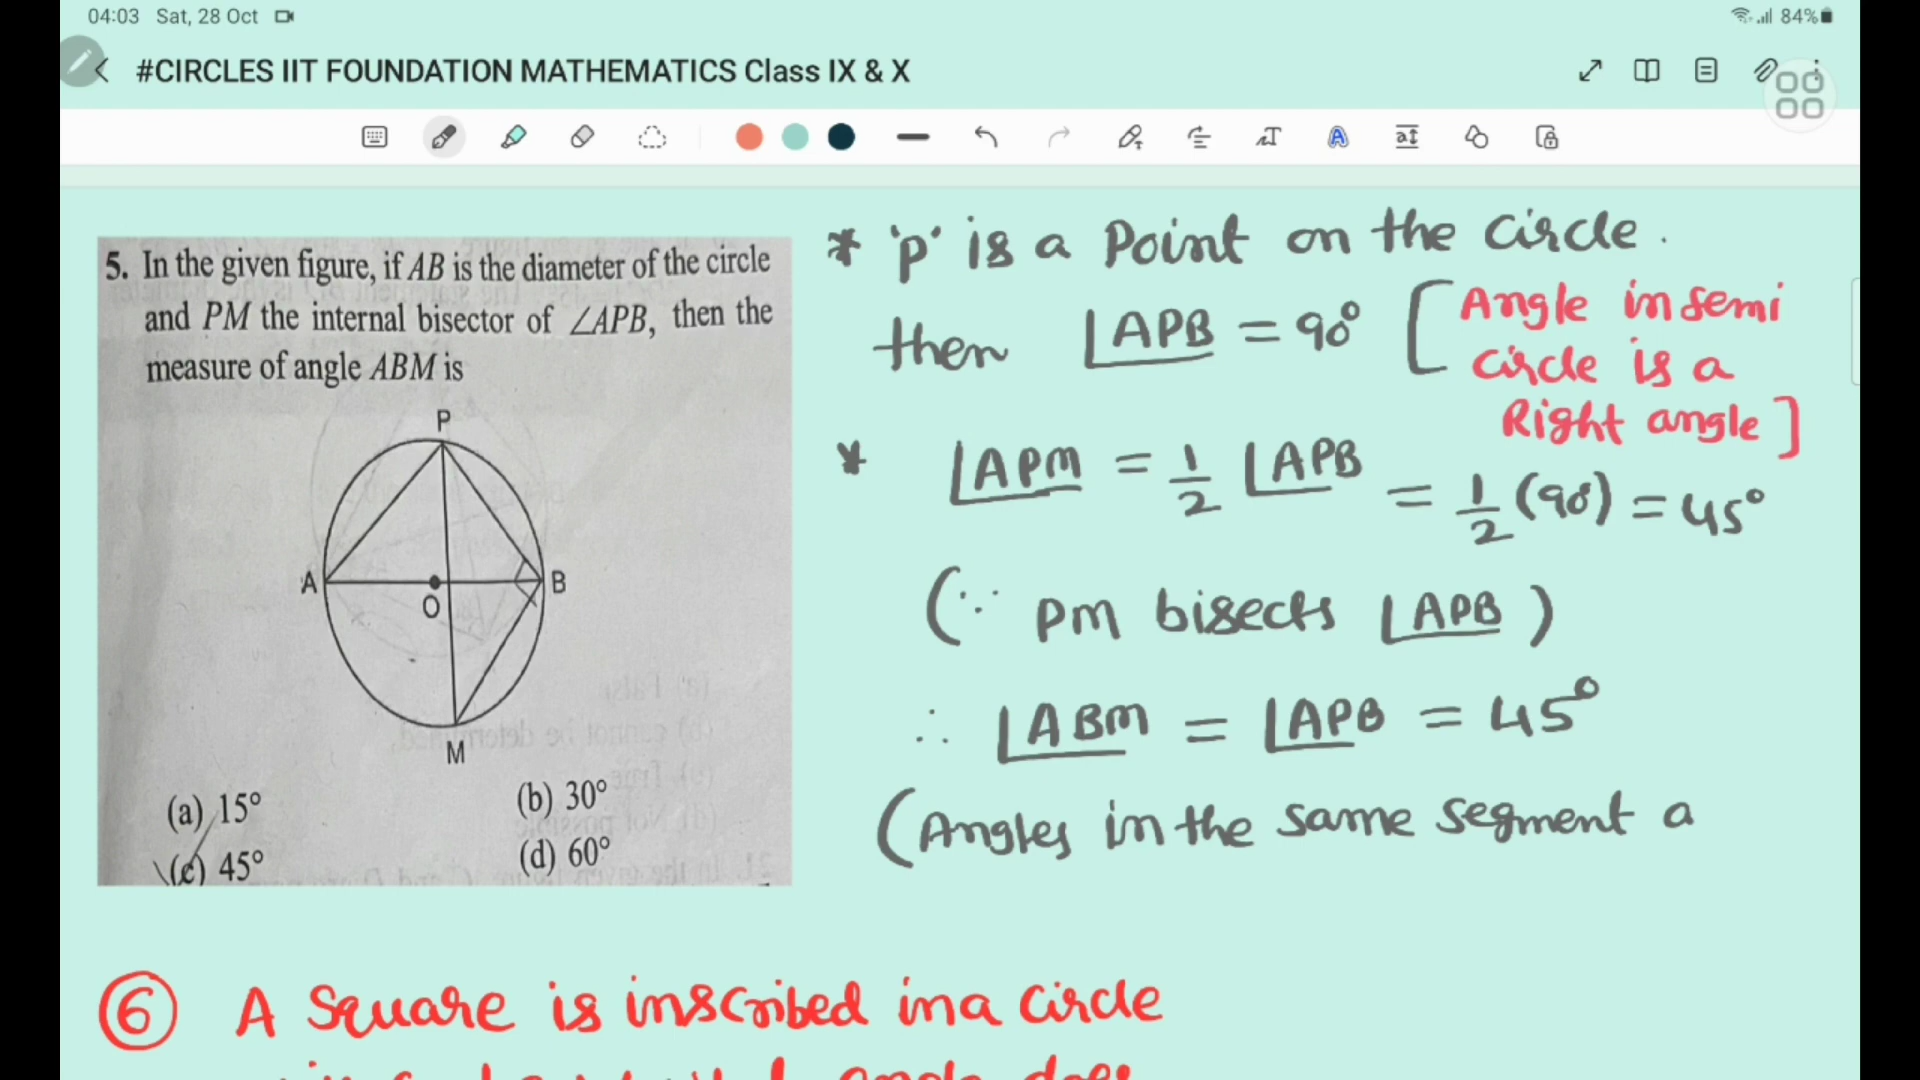 04:03 Sat, 28 Oct
84%
#CIRCLES IIT FOUNDATION MATHEMATICS Class IX & X
5. In the given figure, if AB is the diameter of the circle
and PM the internal bisector of ∠APB, then the
measure of angle ABM is
P
A
B
O
M
(a) 15°
(b) 30°
(c) 45°
(d) 60°
* 'p' is a Point on the circle.
then ∠APB = 90° [Angle in semi
circle is a
Right angle]
* ∠APM = 1/2 ∠APB = 1/2 (90°) = 45°
(∵ PM bisects ∠APB)
∴ ∠ABM = ∠APB = 45°
(Angles in the same segment a
6 A Square is inscribed in a circle